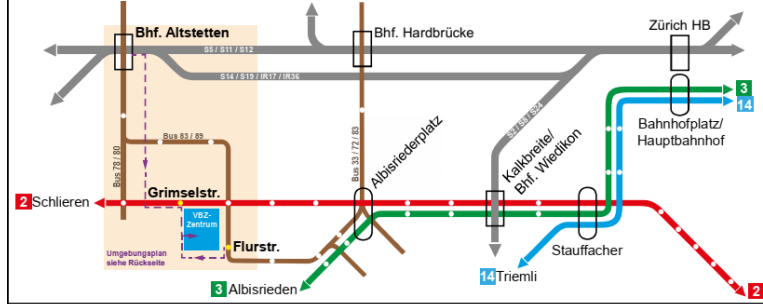 Bhf. Altstetten
Bhf. Hardbrücke
Zürich HB
S5 / S11 / S12
S14 / S19 / IR17 / IR36
3
14
Bahnhofplatz/
Hauptbahnhof
S2 / S8 / S24
Bus 83 / 89
Bus 78 / 80
Bus 33 / 72 / 83
Albisriederplatz
Kalkbreite/
Bhf. Wiedikon
Grimselstr.
2 Schlieren
VBZ-
Zentrum
Flurstr.
Stauffacher
Umgebungsplan
siehe Rückseite
14 Triemli
3 Albisrieden
2